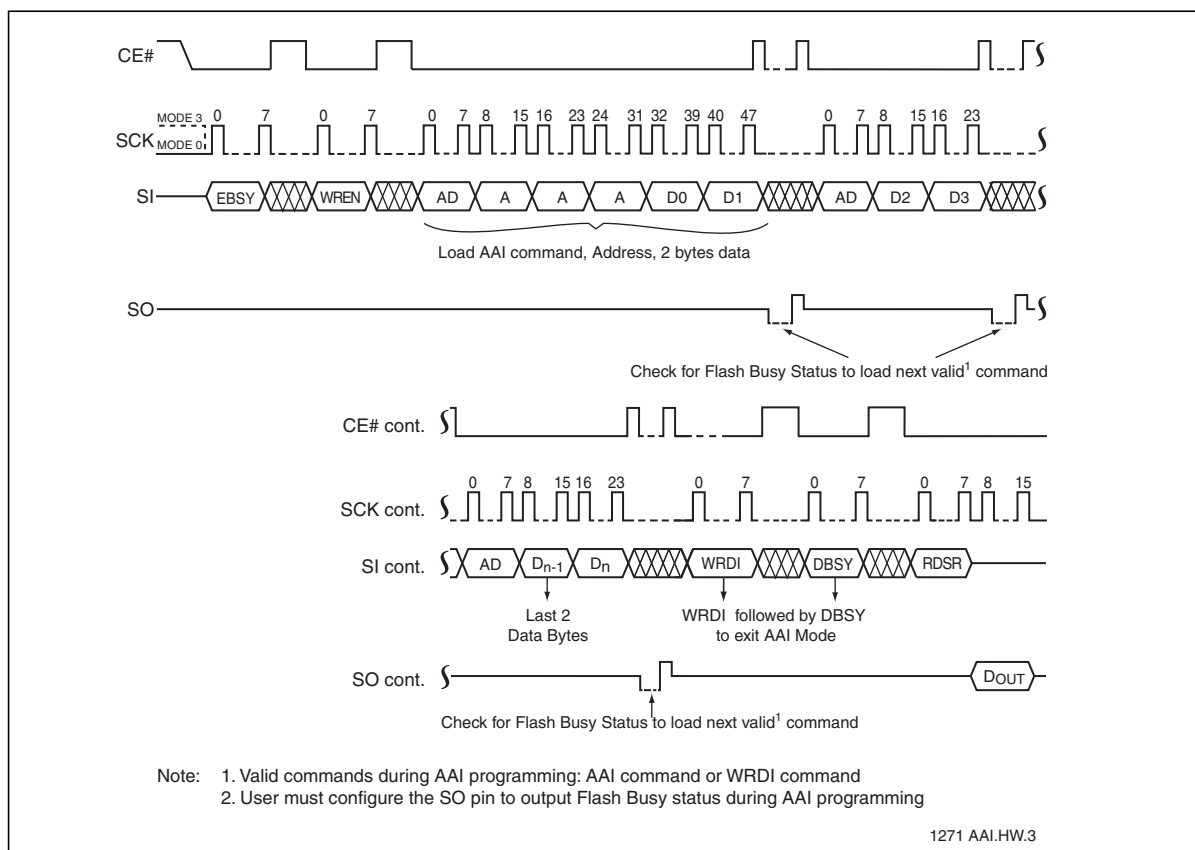 CE#
MODE 3 0 7 0 7 0 7 8 15 16 23 24 31 32 39 40 47 0 7 8 15 16 23
SCK MODE 0
SI EBSY WREN AD A A A D0 D1 AD D2 D3
Load AAI command, Address, 2 bytes data
SO
Check for Flash Busy Status to load next valid1 command
CE# cont.
0 7 8 15 16 23 0 7 0 7 0 7 8 15
SCK cont.
SI cont. AD Dn-1 Dn WRDI DBSY RDSR
Last 2 WRDI followed by DBSY
Data Bytes to exit AAI Mode
SO cont. DOUT
Check for Flash Busy Status to load next valid1 command
Note: 1. Valid commands during AAI programming: AAI command or WRDI command
2. User must configure the SO pin to output Flash Busy status during AAI programming
1271 AAI.HW.3